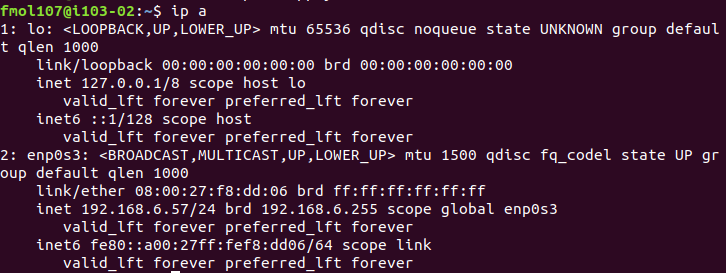 fmol107@i103-02:~$ ip a
1: lo: <LOOPBACK,UP,LOWER_UP> mtu 65536 qdisc noqueue state UNKNOWN group defaul
t qlen 1000
    link/loopback 00:00:00:00:00:00 brd 00:00:00:00:00:00
    inet 127.0.0.1/8 scope host lo
       valid_lft forever preferred_lft forever
    inet6 ::1/128 scope host
       valid_lft forever preferred_lft forever
2: enp0s3: <BROADCAST,MULTICAST,UP,LOWER_UP> mtu 1500 qdisc fq_codel state UP gr
oup default qlen 1000
    link/ether 08:00:27:f8:dd:06 brd ff:ff:ff:ff:ff:ff
    inet 192.168.6.57/24 brd 192.168.6.255 scope global enp0s3
       valid_lft forever preferred_lft forever
    inet6 fe80::a00:27ff:fef8:dd06/64 scope link
       valid_lft forever preferred_lft forever